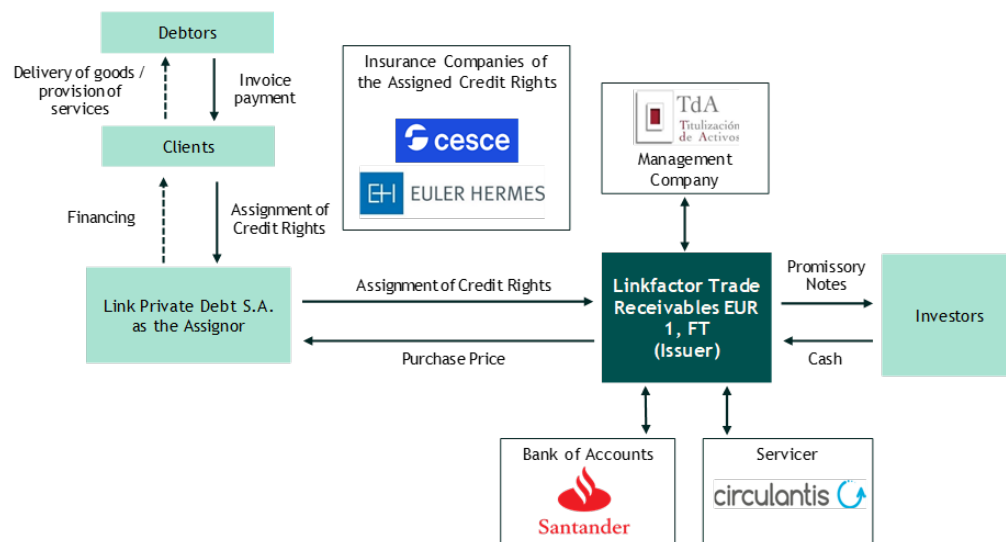 Debtors
Delivery of goods /
provision of
services
Invoice
payment
Clients
Financing
Assignment of
Credit Rights
Link Private Debt S.A.
as the Assignor
Insurance Companies of
the Assigned Credit Rights
cesce
EH EULER HERMES
TdA
Titulización
de Activos
Management
Company
Assignment of Credit Rights
Purchase Price
Linkfactor Trade
Receivables EUR
1, FT
(Issuer)
Promissory
Notes
Cash
Investors
Bank of Accounts
Santander
Servicer
circulantis